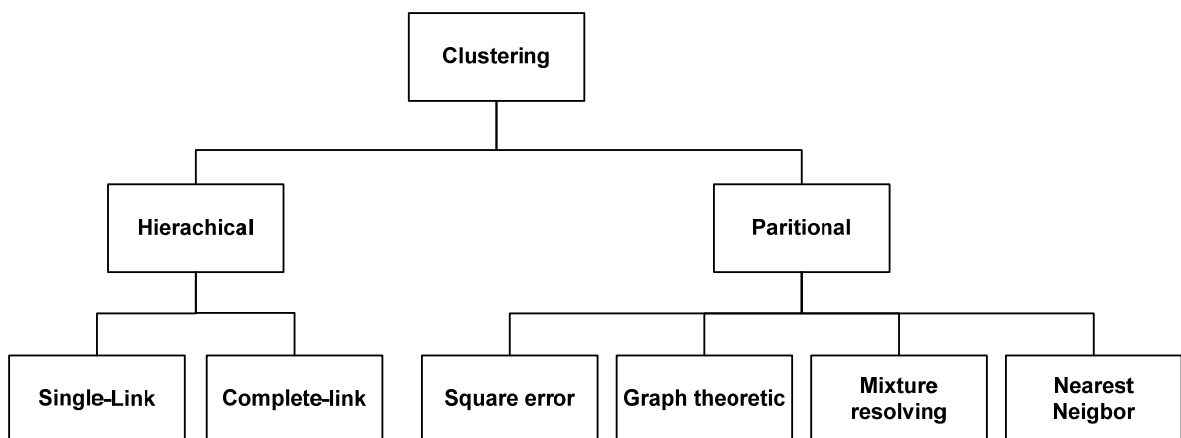 Clustering
Hierachical
Paritional
Single-Link
Complete-link
Square error
Graph theoretic
Mixture
resolving
Nearest
Neigbor